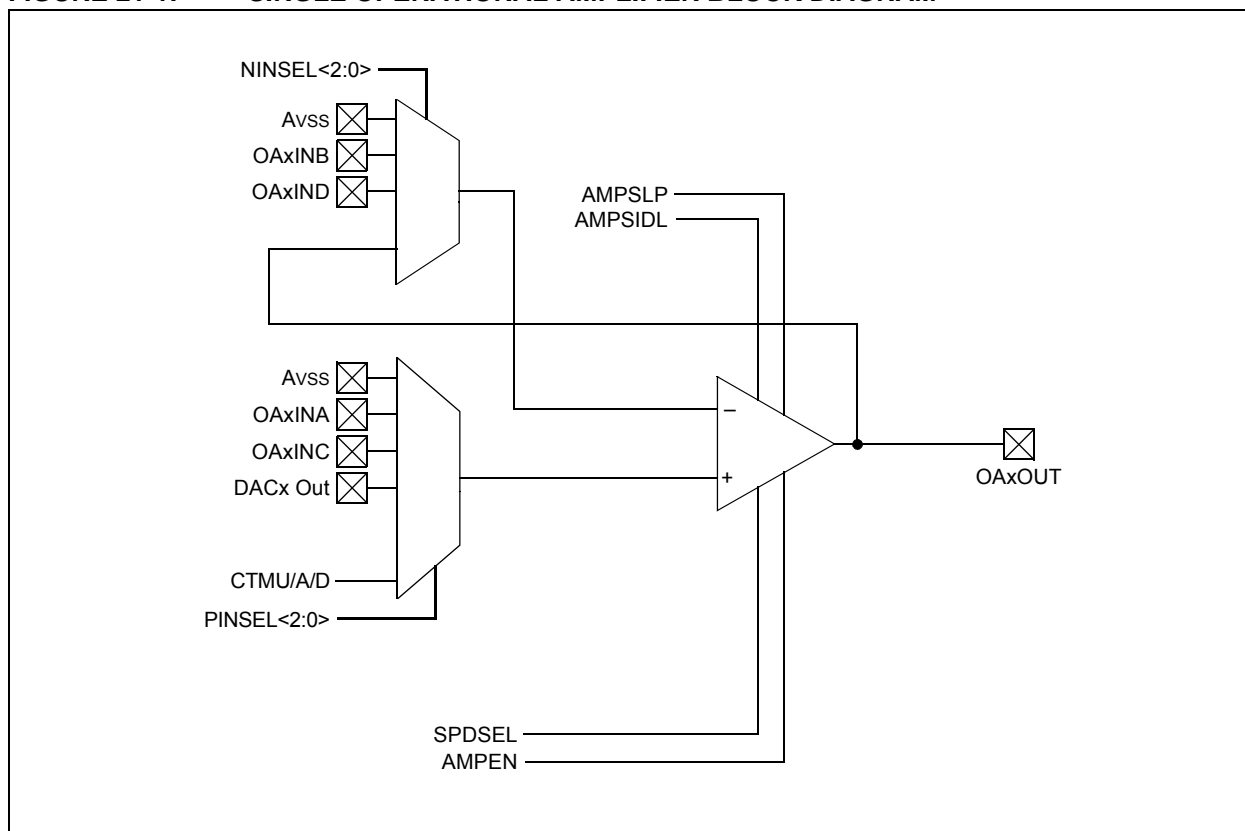 NINSEL<2:0>
AVSS
OAxINB
OAxIND
AMPSLP
AMPSIDL
AVSS
OAxINA
OAxINC
DACx Out
–
+
OAxOUT
CTMU/A/D
PINSEL<2:0>
SPDSEL
AMPEN